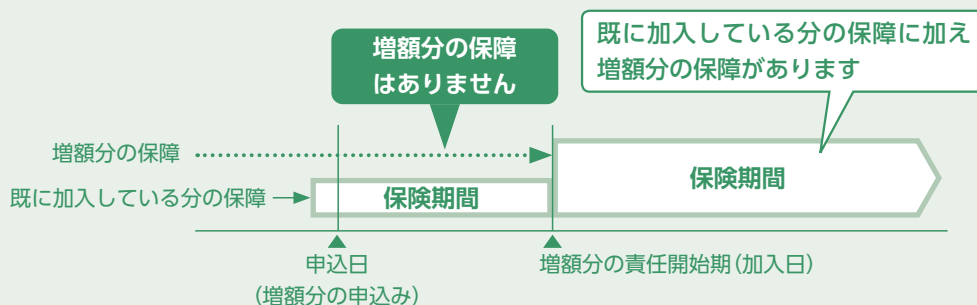 増額分の保障
はありません
既に加入している分の保障に加え
増額分の保障があります
増額分の保障
既に加入している分の保障
保険期間
保険期間
申込日
(増額分の申込み)
増額分の責任開始期(加入日)